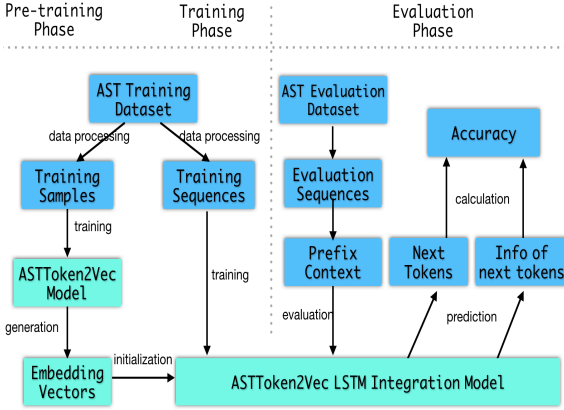 Pre-training
Phase
Training
Phase
Evaluation
Phase
AST Training
Dataset
AST Evaluation
Dataset
Accuracy
data processing
data processing
Training
Samples
Training
Sequences
Evaluation
Sequences
calculation
training
ASTToken2Vec
Model
training
Prefix
Context
Next
Tokens
Info of
next tokens
generation
evaluation
prediction
Embedding
Vectors
initialization
ASTToken2Vec LSTM Integration Model